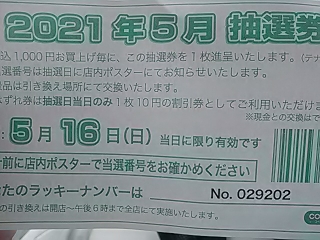 2021年5月 抽選券
込1,000円お買上げ毎に、この抽選券を1枚進呈いたします。(テナ
選番号は抽選日に店内ポスターにてお知らせいたします。
品は引き換え場所にて交換いたします。
はずれ券は抽選日当日のみ1枚10円の割引券としてご利用いただけま
※現金との交換はで
5月16日(日) 当日に限り有効です
計前に店内ポスターで当選番号をお確かめください
なたのラッキーナンバーは No. 029202
の引き換えは開店〜午後6時まで全店にて実施いたします。